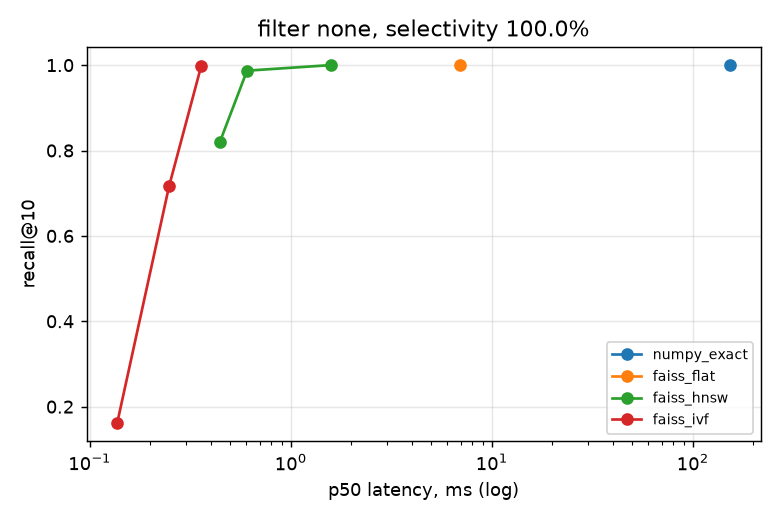 filter none, selectivity 100.0%
1.0
0.8
0.6
0.4
0.2
recall@10
numpy_exact
faiss_flat
faiss_hnsw
faiss_ivf
10⁻¹
10⁰
10¹
10²
p50 latency, ms (log)